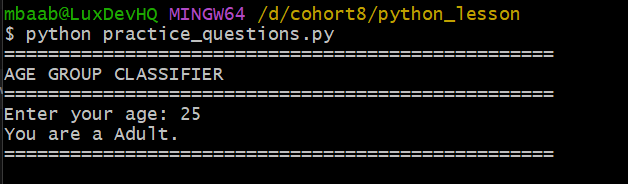 mbaab@LuxDevHQ MINGW64 /d/cohort8/python_lesson
$ python practice_questions.py
==================================================
AGE GROUP CLASSIFIER
==================================================
Enter your age: 25
You are a Adult.
==================================================